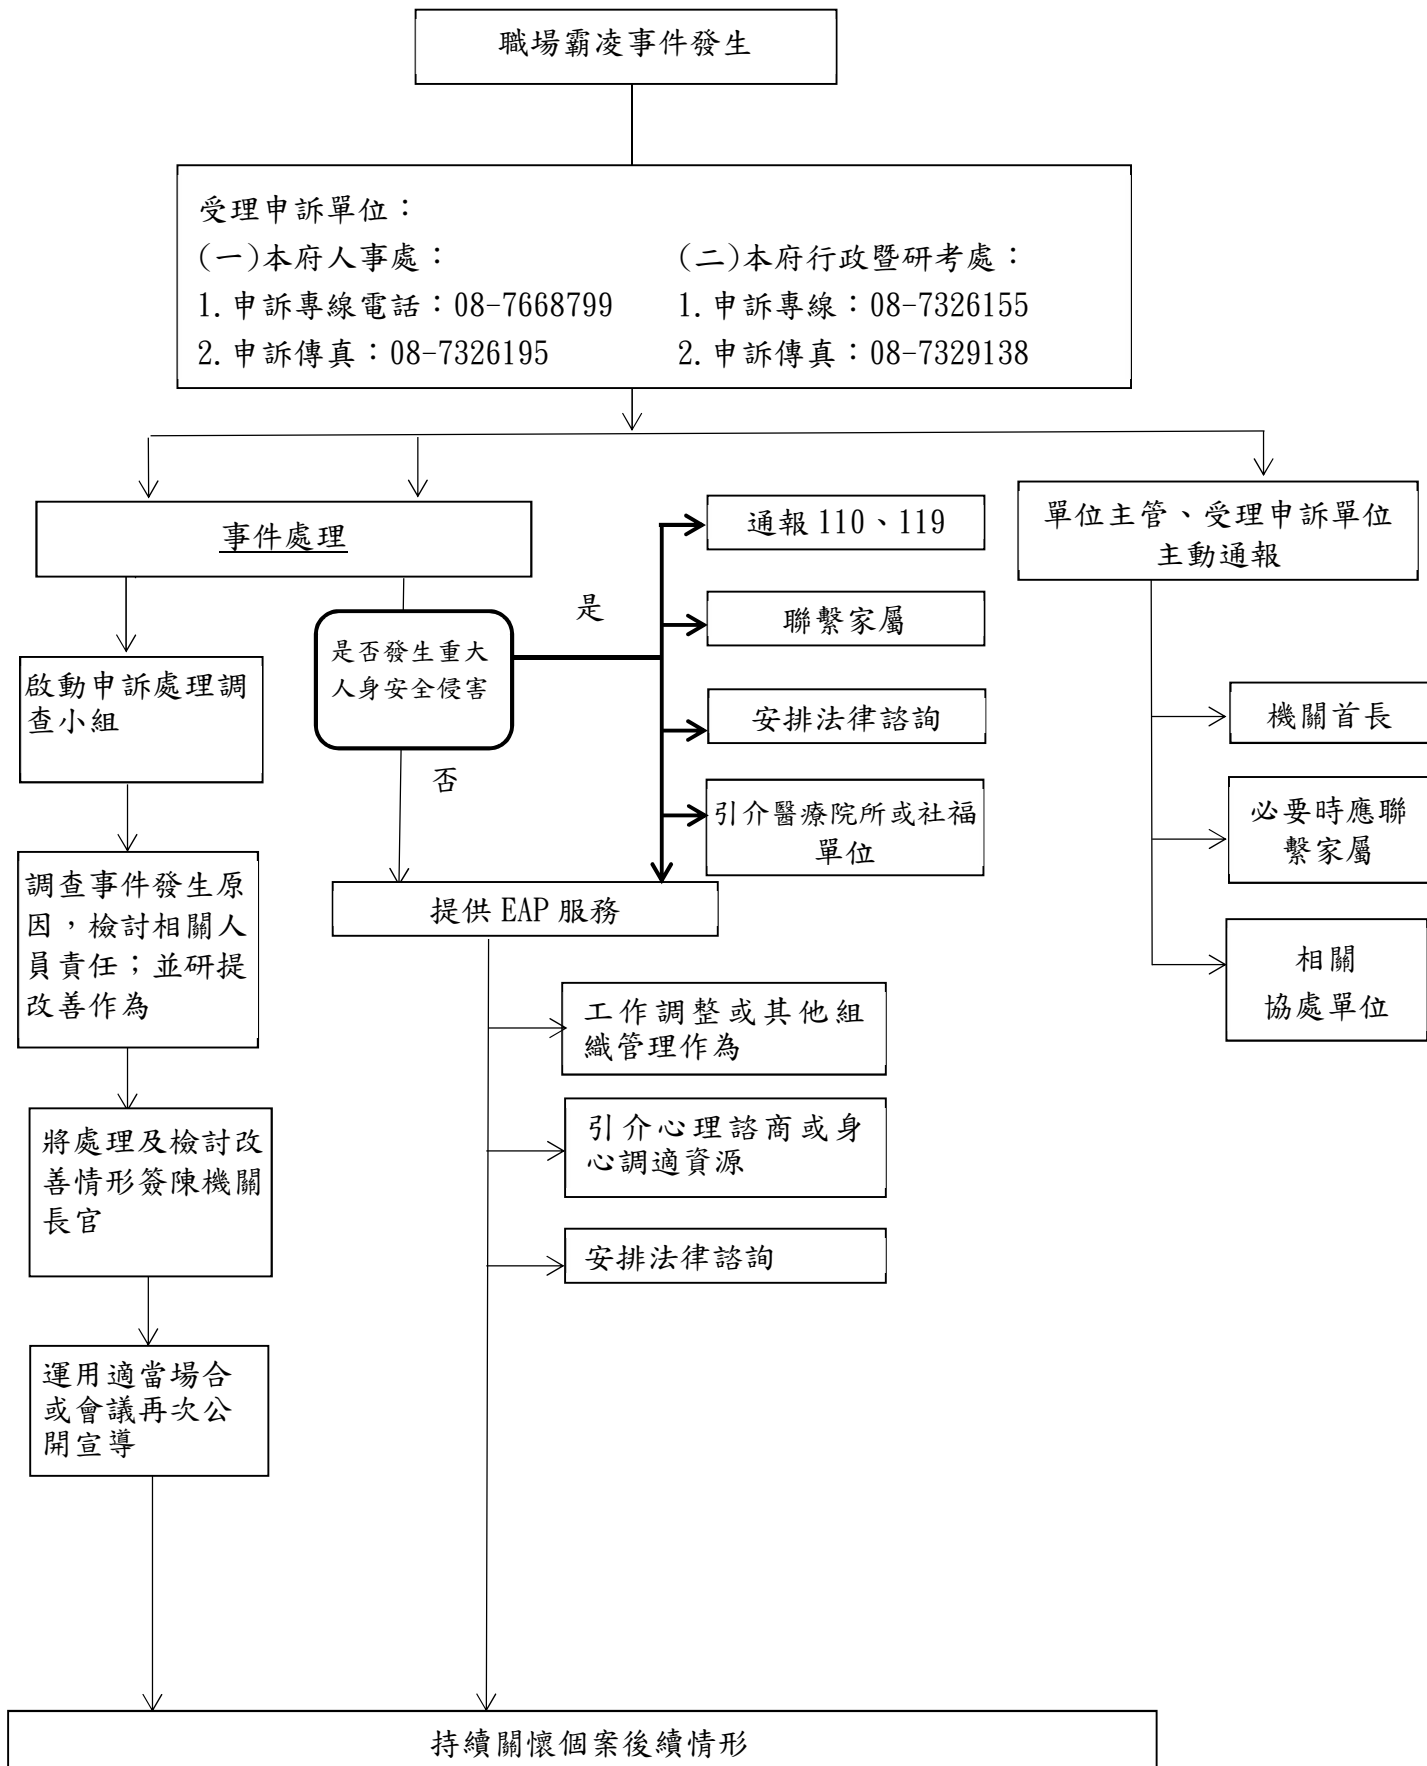 職場霸凌事件發生
受理申訴單位：
(一)本府人事處：
1.申訴專線電話：08-7668799
2.申訴傳真：08-7326195
(二)本府行政暨研考處：
1.申訴專線：08-7326155
2.申訴傳真：08-7329138
事件處理
啟動申訴處理調
查小組
調查事件發生原
因，檢討相關人
員責任；並研提
改善作為
將處理及檢討改
善情形簽陳機關
長官
運用適當場合
或會議再次公
開宣導
是否發生重大
人身安全侵害
是
否
通報 110、119
聯繫家屬
安排法律諮詢
引介醫療院所或社福
單位
提供 EAP 服務
工作調整或其他組
織管理作為
引介心理諮商或身
心調適資源
安排法律諮詢
單位主管、受理申訴單位
主動通報
機關首長
必要時應聯
繫家屬
相關
協處單位
持續關懷個案後續情形